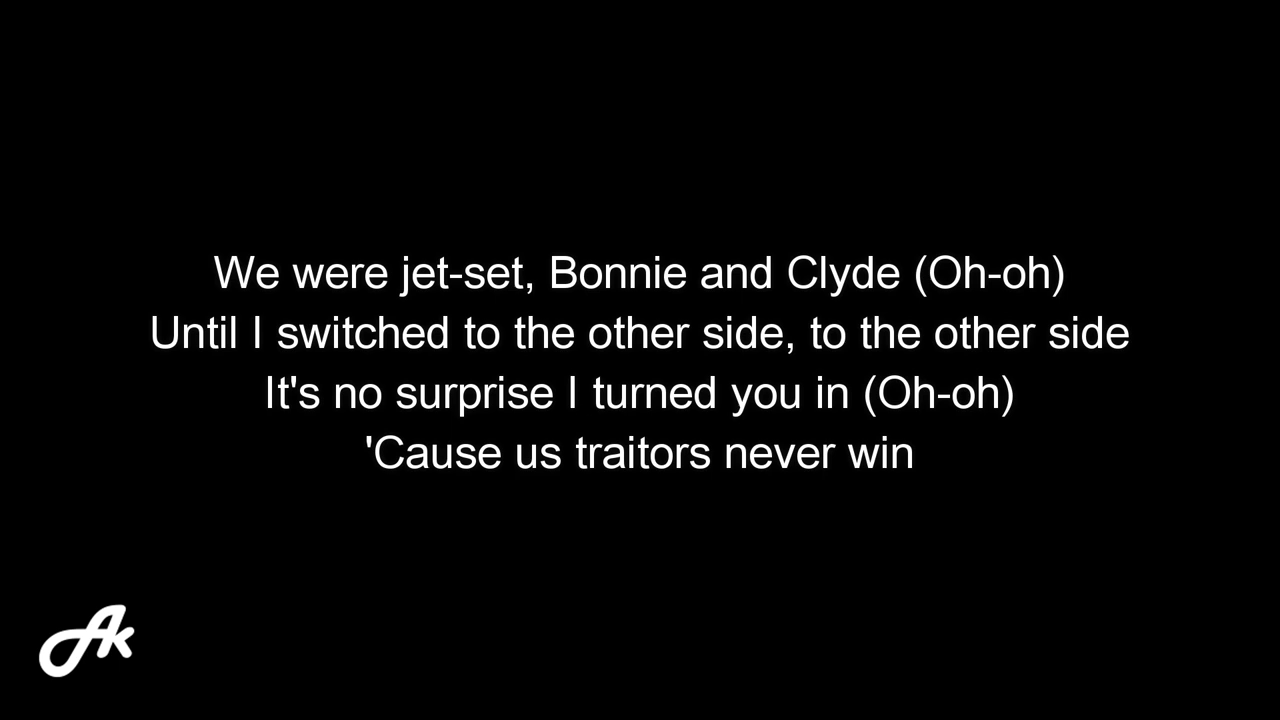 We were jet-set, Bonnie and Clyde (Oh-oh)
Until I switched to the other side, to the other side
It's no surprise I turned you in (Oh-oh)
'Cause us traitors never win
Ak